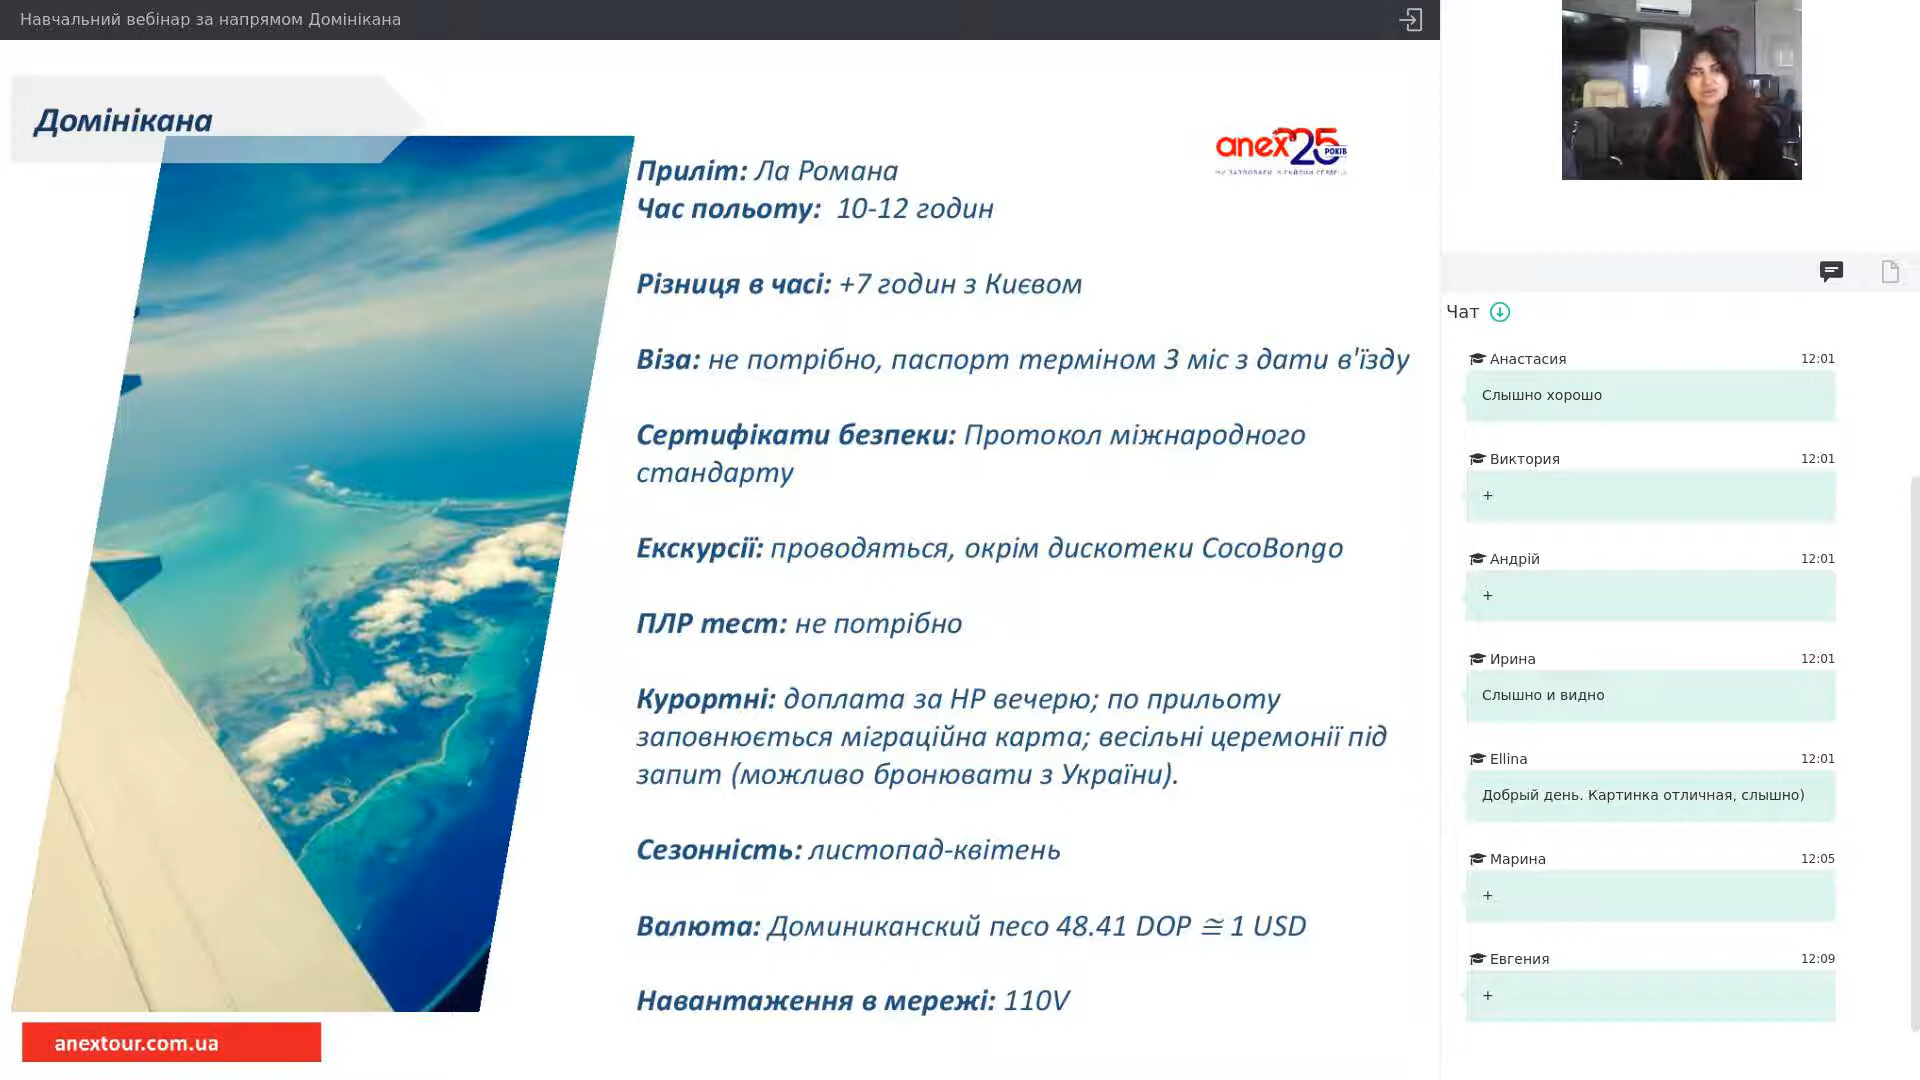 Навчальний вебінар за напрямом Домінікана
Домінікана
anex25
РОКІВ
Приліт: Ла Романа
Час польоту: 10-12 годин
Різниця в часі: +7 годин з Києвом
Віза: не потрібно, паспорт терміном 3 міс з дати в'їзду
Сертифікати безпеки: Протокол міжнародного
стандарту
Екскурсії: проводяться, окрім дискотеки CocoBongo
ПЛР тест: не потрібно
Курортні: доплата за НР вечерю; по прильоту
заповнюється міграційна карта; весільні церемонії під
запит (можливо бронювати з України).
Сезонність: листопад-квітень
Валюта: Доминиканский песо 48.41 DOP ≅ 1 USD
Навантаження в мережі: 110V
anextour.com.ua
Чат
Анастасия 12:01
Слышно хорошо
Виктория 12:01
+
Андрій 12:01
+
Ирина 12:01
Слышно и видно
Ellina 12:01
Добрый день. Картинка отличная, слышно)
Марина 12:05
+
Евгения 12:09
+